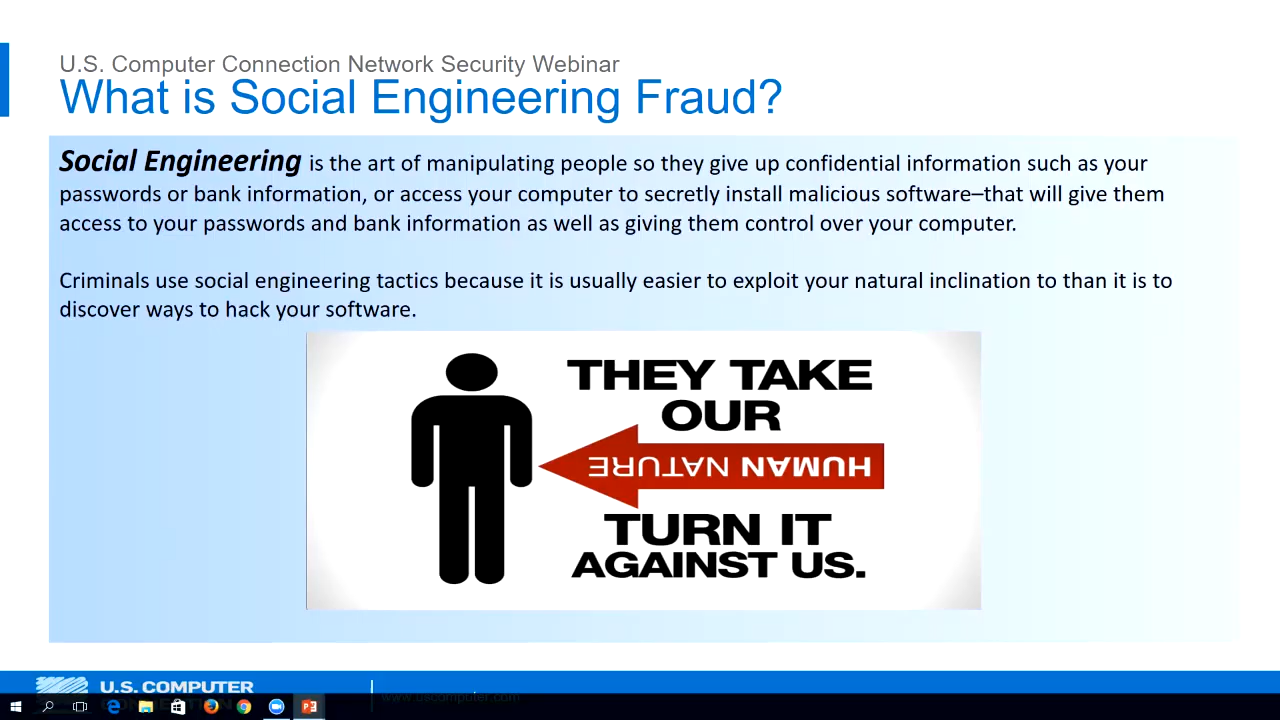 U.S. Computer Connection Network Security Webinar
What is Social Engineering Fraud?
Social Engineering is the art of manipulating people so they give up confidential information such as your
passwords or bank information, or access your computer to secretly install malicious software–that will give them
access to your passwords and bank information as well as giving them control over your computer.
Criminals use social engineering tactics because it is usually easier to exploit your natural inclination to than it is to
discover ways to hack your software.
THEY TAKE
OUR
HUMAN NATURE
TURN IT
AGAINST US.
U.S. COMPUTER
www.uscomputer.com